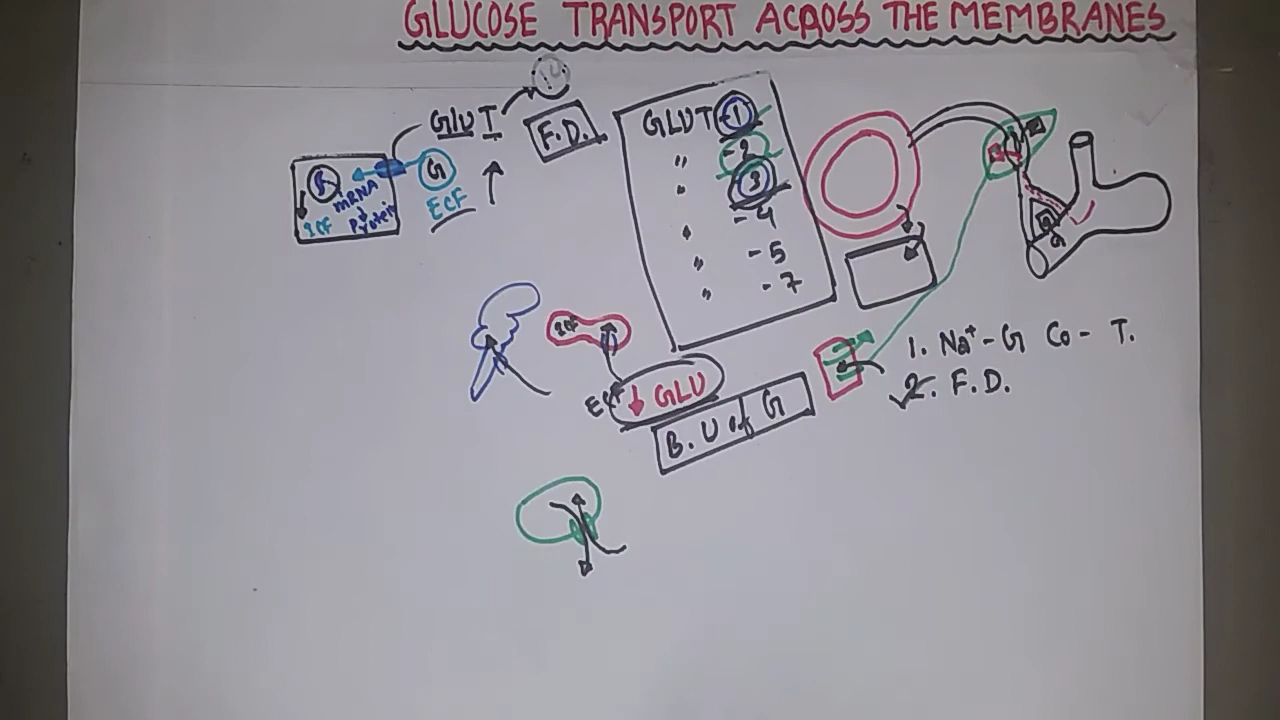 GLUCOSE TRANSPORT ACROSS THE MEMBRANES
GluT
F.D.
G
ECF
mRNA
Protein
ICF
GLUT -1
" -2
" 3
" -4
" -5
" -7
ECF
↓ GLU
B. U of G
1. Na+ - G Co - T.
2. F.D.